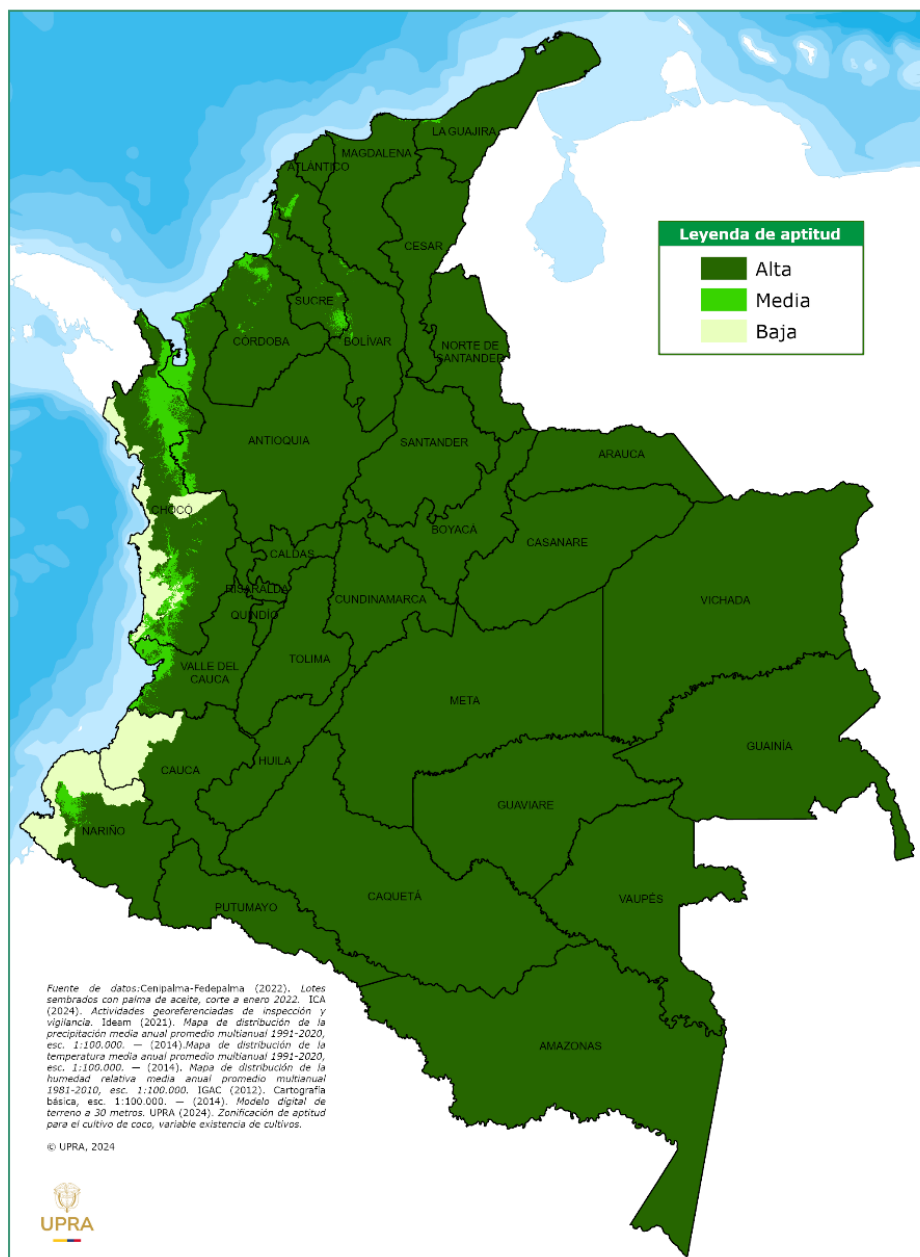 LA GUAJIRA
MAGDALENA
ATLÁNTICO
CESAR
Leyenda de aptitud
Alta
Media
Baja
SUCRE
CÓRDOBA
BOLÍVAR
NORTE DE
SANTANDER
ANTIOQUIA
SANTANDER
ARAUCA
CHOCÓ
BOYACÁ
CASANARE
CALDAS
RISARALDA
CUNDINAMARCA
QUINDÍO
VICHADA
TOLIMA
VALLE DEL
CAUCA
META
GUAINÍA
HUILA
CAUCA
GUAVIARE
NARIÑO
CAQUETÁ
VAUPÉS
PUTUMAYO
AMAZONAS
Fuente de datos:Cenipalma-Fedepalma (2022). Lotes
sembrados con palma de aceite, corte a enero 2022. ICA
(2024). Actividades georeferenciadas de inspección y
vigilancia. Ideam (2021). Mapa de distribución de la
precipitación media anual promedio multianual 1991-2020,
esc. 1:100.000. — (2014).Mapa de distribución de la
temperatura media anual promedio multianual 1991-2020,
esc. 1:100.000. — (2014). Mapa de distribución de la
humedad relativa media anual promedio multianual
1981-2010, esc. 1:100.000. IGAC (2012). Cartografía
básica, esc. 1:100.000. — (2014). Modelo digital de
terreno a 30 metros. UPRA (2024). Zonificación de aptitud
para el cultivo de coco, variable existencia de cultivos.
© UPRA, 2024
UPRA